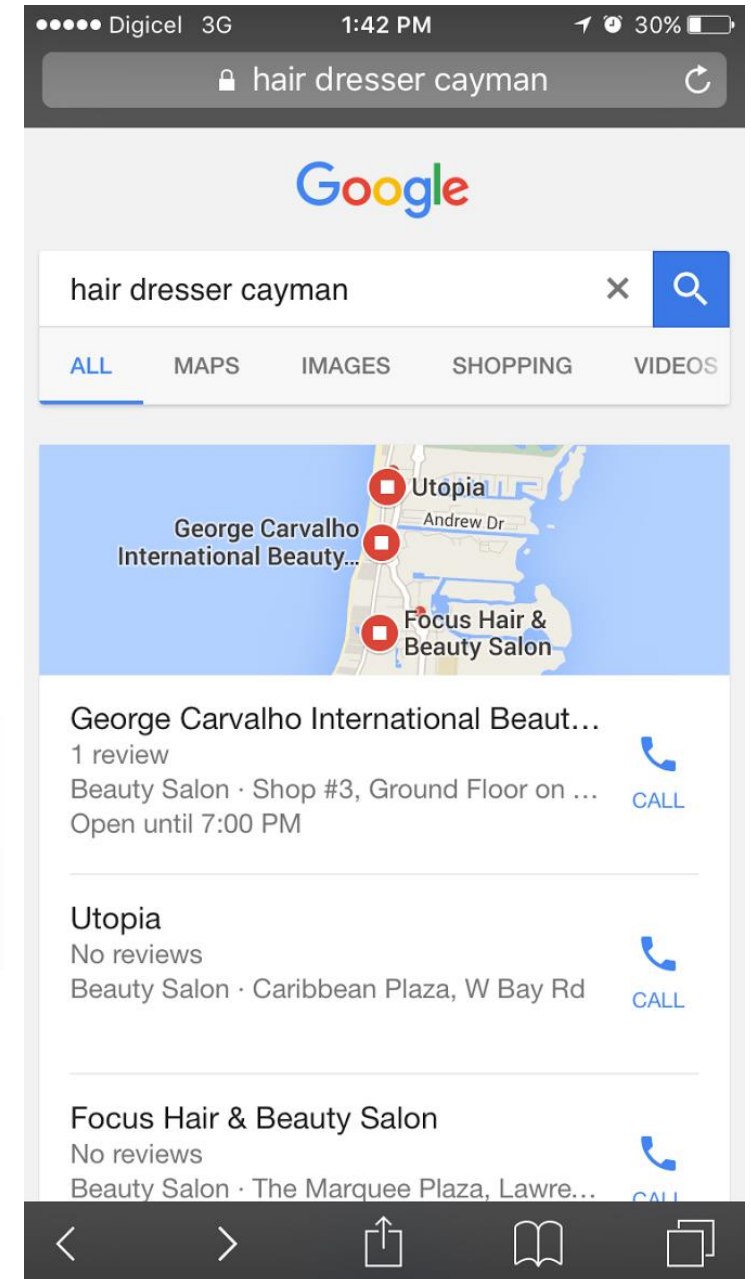 ●●●●● Digicel 3G 1:42 PM 30%
hair dresser cayman
Google
hair dresser cayman
ALL MAPS IMAGES SHOPPING VIDEOS
Utopia
Andrew Dr
George Carvalho
International Beauty...
Focus Hair &
Beauty Salon
George Carvalho International Beaut...
1 review
Beauty Salon · Shop #3, Ground Floor on ...
CALL
Open until 7:00 PM
Utopia
No reviews
Beauty Salon · Caribbean Plaza, W Bay Rd
CALL
Focus Hair & Beauty Salon
No reviews
Beauty Salon · The Marquee Plaza, Lawre...
CALL